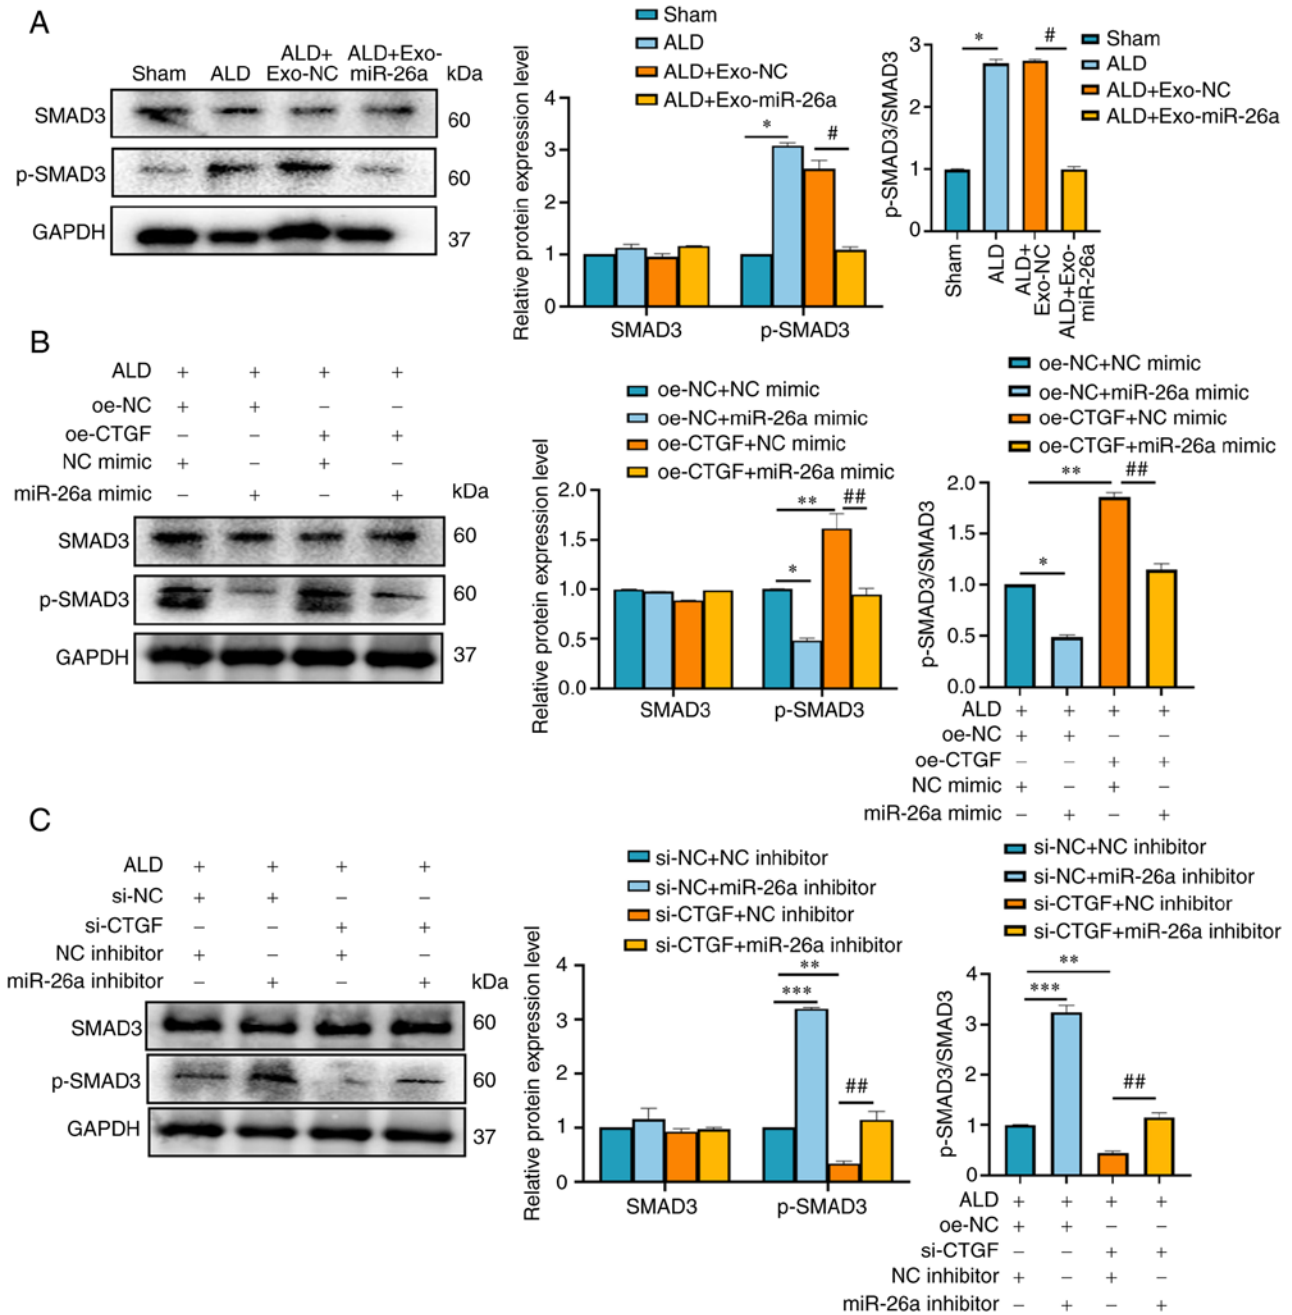 A
Sham ALD ALD+ Exo-NC ALD+Exo- miR-26a kDa
SMAD3 60
p-SMAD3 60
GAPDH 37
Sham
ALD
ALD+Exo-NC
ALD+Exo-miR-26a
Relative protein expression level
4
3
2
1
0
* #
SMAD3 p-SMAD3
Sham
ALD
ALD+Exo-NC
ALD+Exo-miR-26a
p-SMAD3/SMAD3
3
2
1
0
* #
Sham
ALD
ALD+ Exo-NC
ALD+Exo- miR-26a
B
ALD + + + +
oe-NC + + – –
oe-CTGF – – + +
NC mimic + – + –
miR-26a mimic – + – +
kDa
SMAD3 60
p-SMAD3 60
GAPDH 37
oe-NC+NC mimic
oe-NC+miR-26a mimic
oe-CTGF+NC mimic
oe-CTGF+miR-26a mimic
Relative protein expression level
2.0
1.5
1.0
0.5
0.0
** ##
*
SMAD3 p-SMAD3
oe-NC+NC mimic
oe-NC+miR-26a mimic
oe-CTGF+NC mimic
oe-CTGF+miR-26a mimic
p-SMAD3/SMAD3
2.0
1.5
1.0
0.5
0.0
** ##
*
ALD + + + +
oe-NC + + – –
oe-CTGF – – + +
NC mimic + – + –
miR-26a mimic – + – +
C
ALD + + + +
si-NC + + – –
si-CTGF – – + +
NC inhibitor + – + –
miR-26a inhibitor – + – +
kDa
SMAD3 60
p-SMAD3 60
GAPDH 37
si-NC+NC inhibitor
si-NC+miR-26a inhibitor
si-CTGF+NC inhibitor
si-CTGF+miR-26a inhibitor
Relative protein expression level
4
3
2
1
0
**
***
##
SMAD3 p-SMAD3
si-NC+NC inhibitor
si-NC+miR-26a inhibitor
si-CTGF+NC inhibitor
si-CTGF+miR-26a inhibitor
p-SMAD3/SMAD3
4
3
2
1
0
**
***
##
ALD + + + +
oe-NC + + – –
si-CTGF – – + +
NC inhibitor + – + –
miR-26a inhibitor – + – +